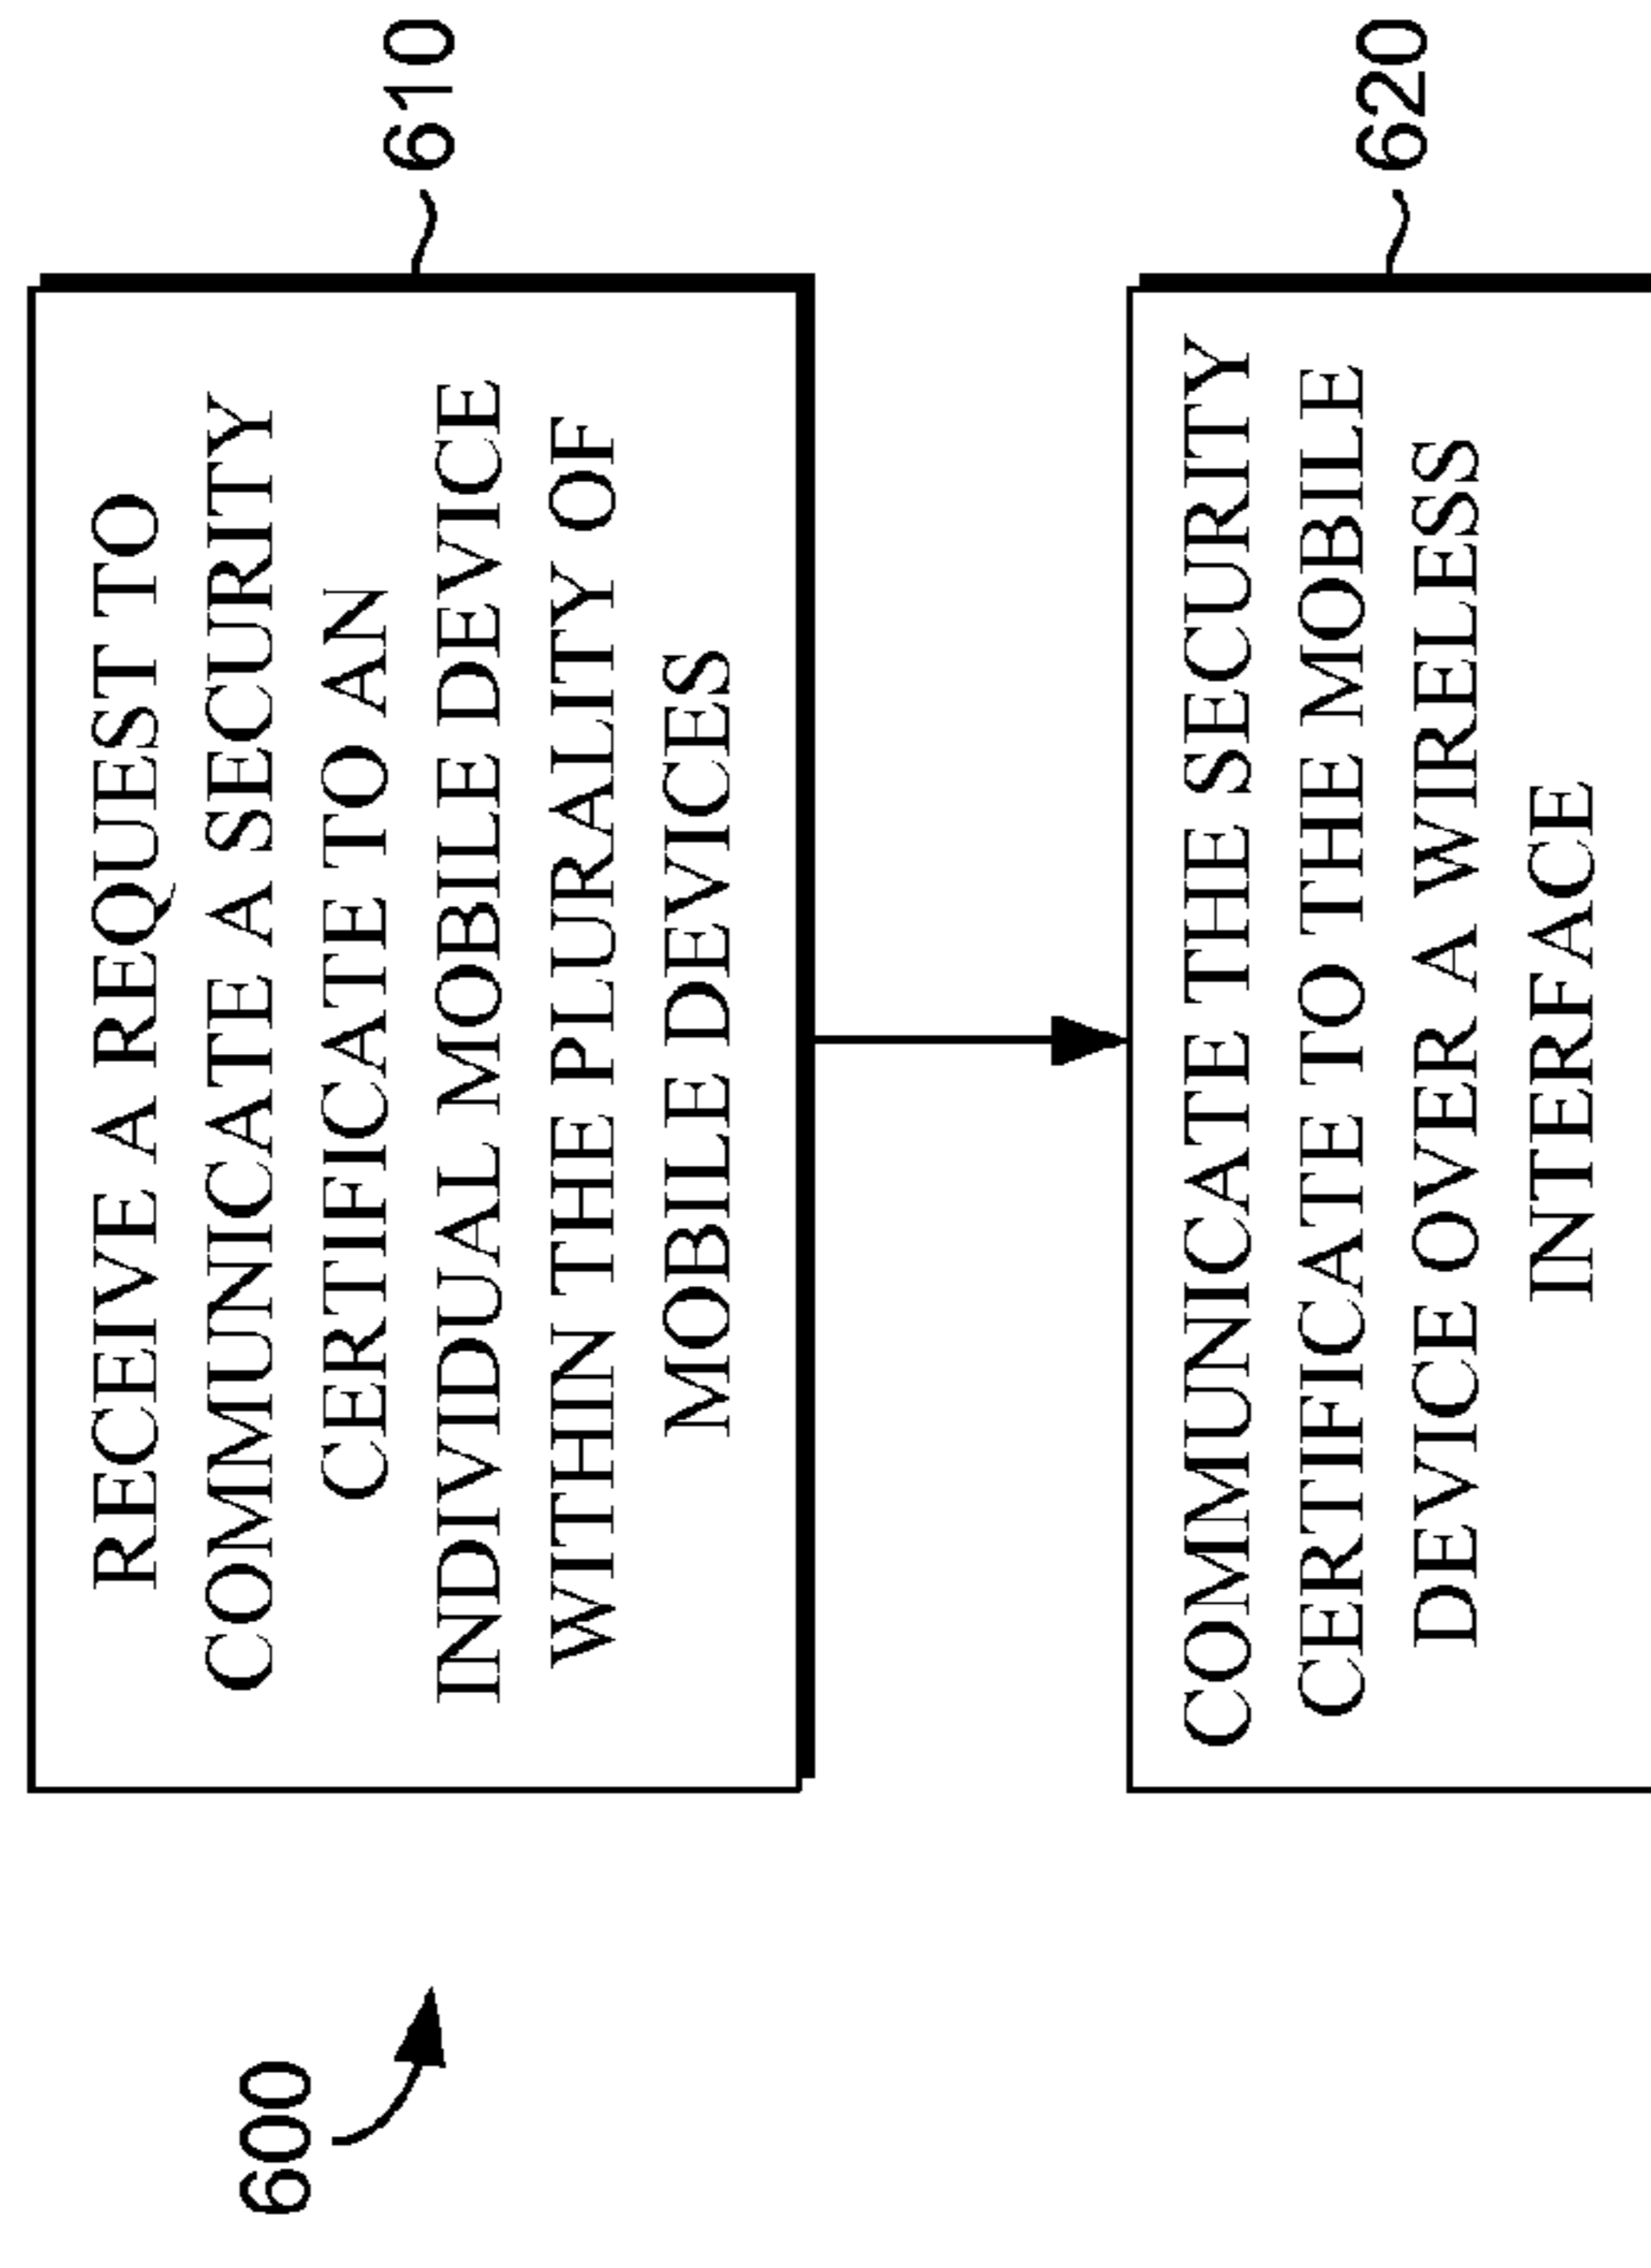 600
RECEIVE A REQUEST TO
COMMUNICATE A SECURITY
CERTIFICATE TO AN
INDIVIDUAL MOBILE DEVICE
WITHIN THE PLURALITY OF
MOBILE DEVICES
610
COMMUNICATE THE SECURITY
CERTIFICATE TO THE MOBILE
DEVICE OVER A WIRELESS
INTERFACE
620